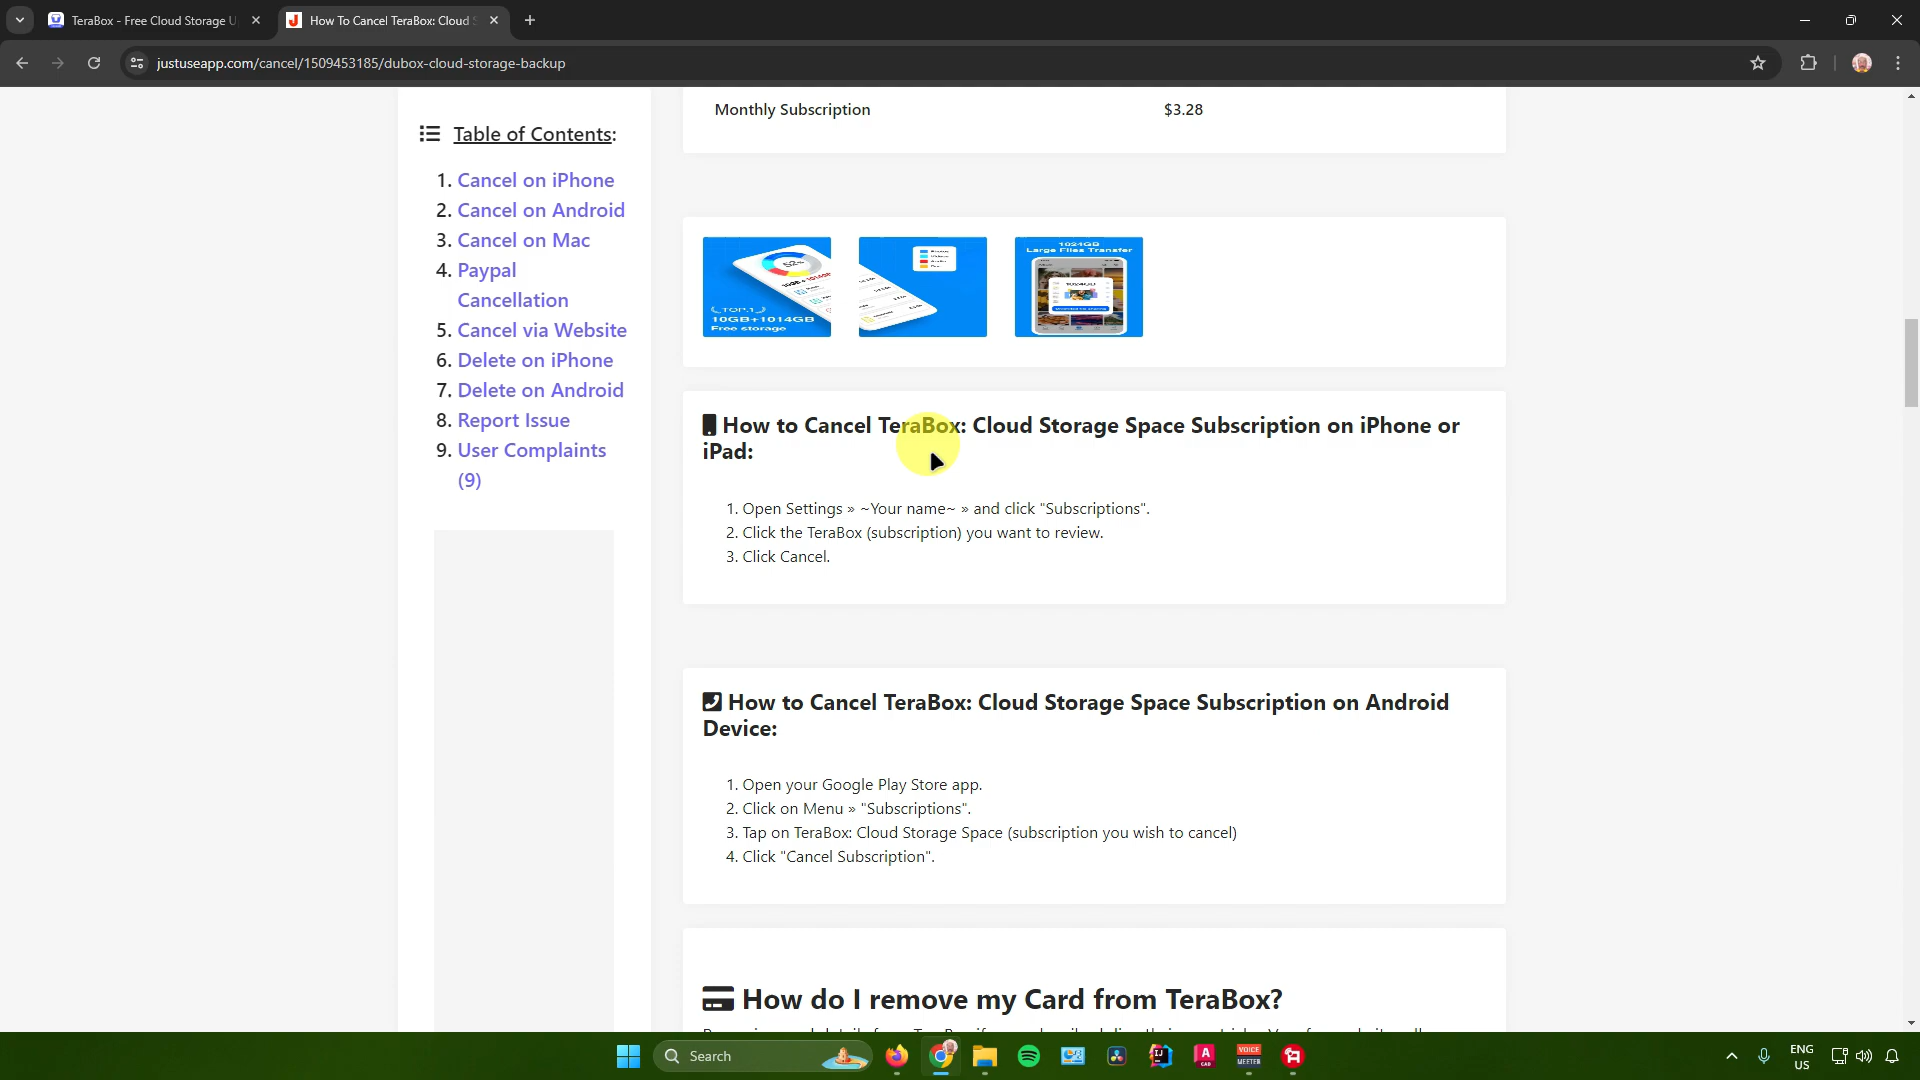 TeraBox - Free Cloud Storage U
How To Cancel TeraBox: Cloud S
justuseapp.com/cancel/1509453185/dubox-cloud-storage-backup
Monthly Subscription $3.28
Table of Contents:
1. Cancel on iPhone
2. Cancel on Android
3. Cancel on Mac
4. Paypal
Cancellation
5. Cancel via Website
6. Delete on iPhone
7. Delete on Android
8. Report Issue
9. User Complaints
(9)
TOP.1
10GB+1014GB
Free storage
1024GB
Large Files Transfer
How to Cancel TeraBox: Cloud Storage Space Subscription on iPhone or
iPad:
1. Open Settings » ~Your name~ » and click "Subscriptions".
2. Click the TeraBox (subscription) you want to review.
3. Click Cancel.
How to Cancel TeraBox: Cloud Storage Space Subscription on Android
Device:
1. Open your Google Play Store app.
2. Click on Menu » "Subscriptions".
3. Tap on TeraBox: Cloud Storage Space (subscription you wish to cancel)
4. Click "Cancel Subscription".
How do I remove my Card from TeraBox?
Search
VOICE
MEETER
ENG
US